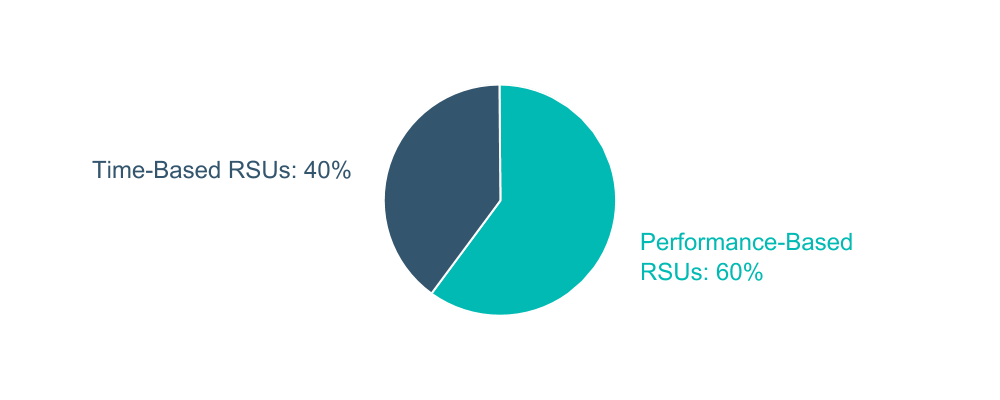 Time-Based RSUs: 40%
Performance-Based
RSUs: 60%